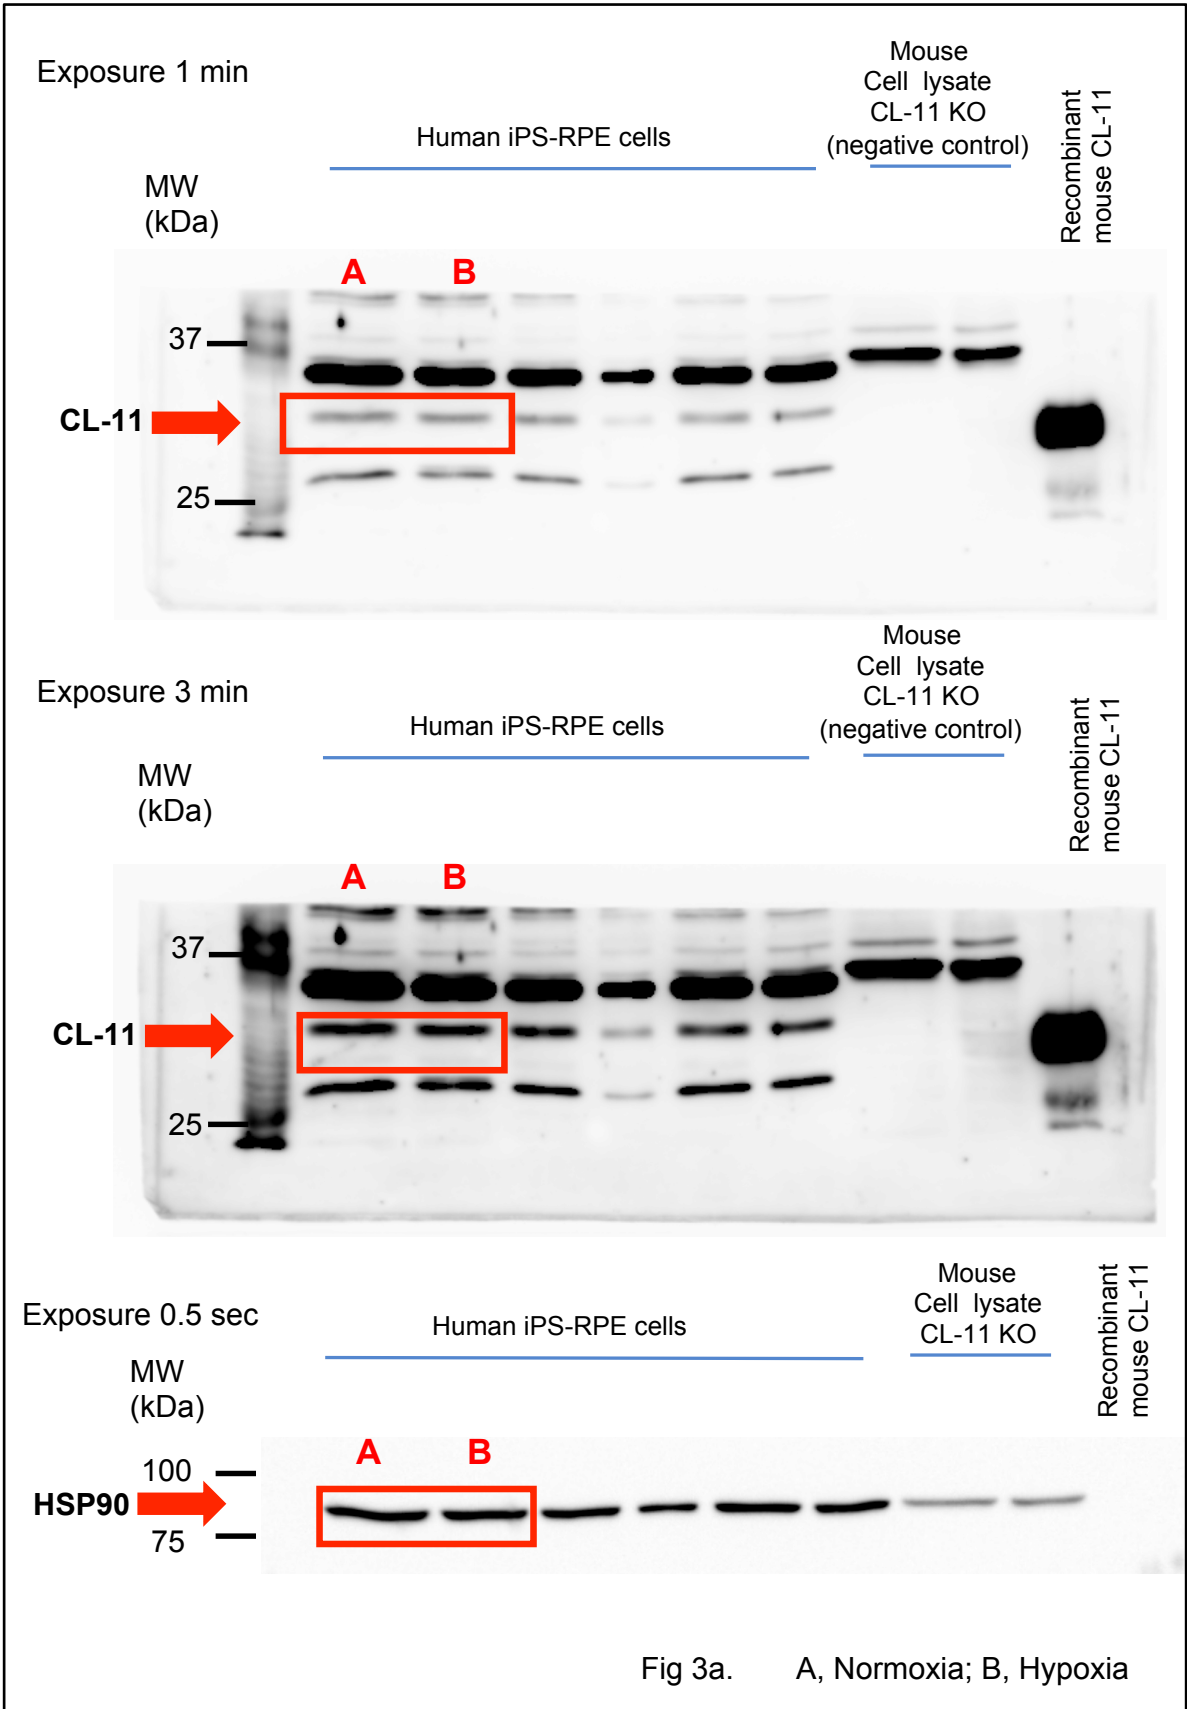 Exposure 1 min
Mouse
Cell lysate
CL-11 KO
(negative control)
Recombinant
mouse CL-11
Human iPS-RPE cells
MW
(kDa)
A
B
37
CL-11
25
Exposure 3 min
Mouse
Cell lysate
CL-11 KO
(negative control)
Recombinant
mouse CL-11
Human iPS-RPE cells
MW
(kDa)
A
B
37
CL-11
25
Exposure 0.5 sec
Mouse
Cell lysate
CL-11 KO
Recombinant
mouse CL-11
Human iPS-RPE cells
MW
(kDa)
A
B
100
HSP90
75
Fig 3a. A, Normoxia; B, Hypoxia